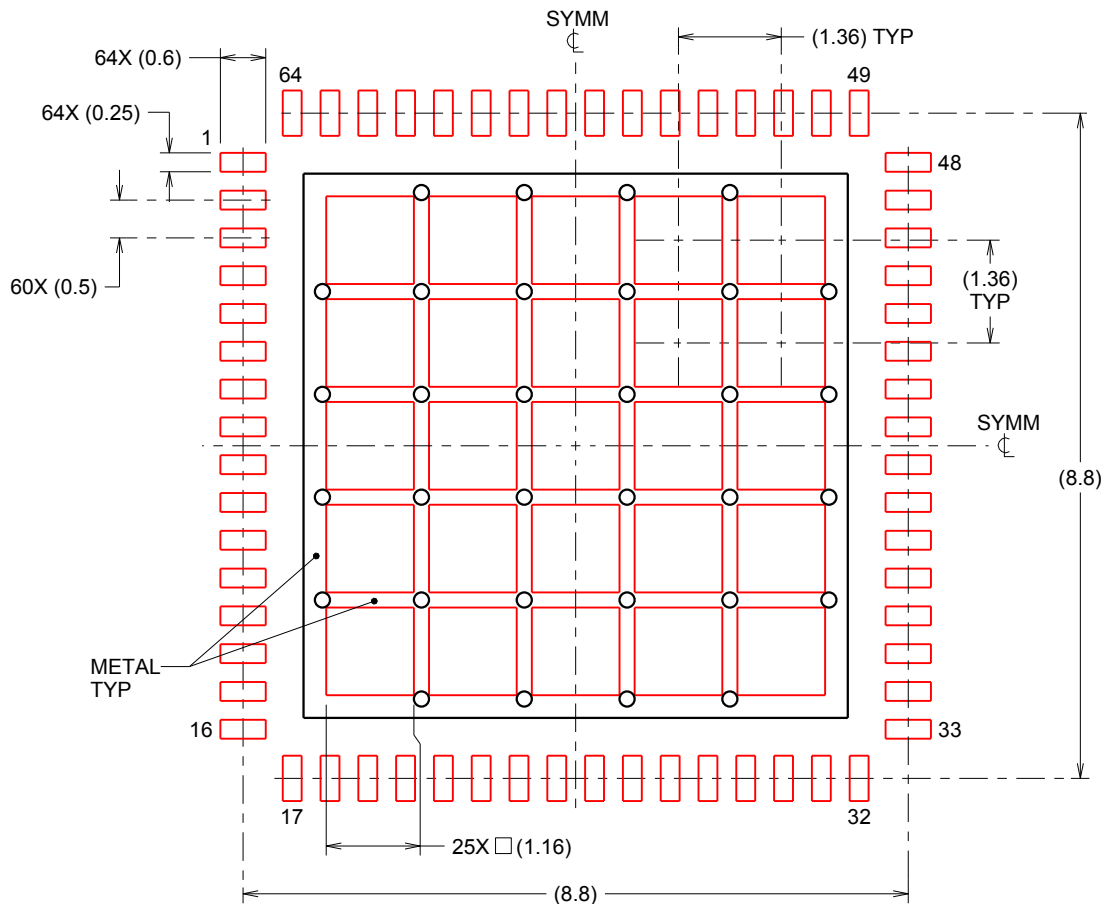 SYMM
℄
(1.36) TYP
64X (0.6)
64
49
64X (0.25)
1
48
60X (0.5)
(1.36)
TYP
SYMM
℄
(8.8)
METAL
TYP
16
33
17
32
25X □ (1.16)
(8.8)